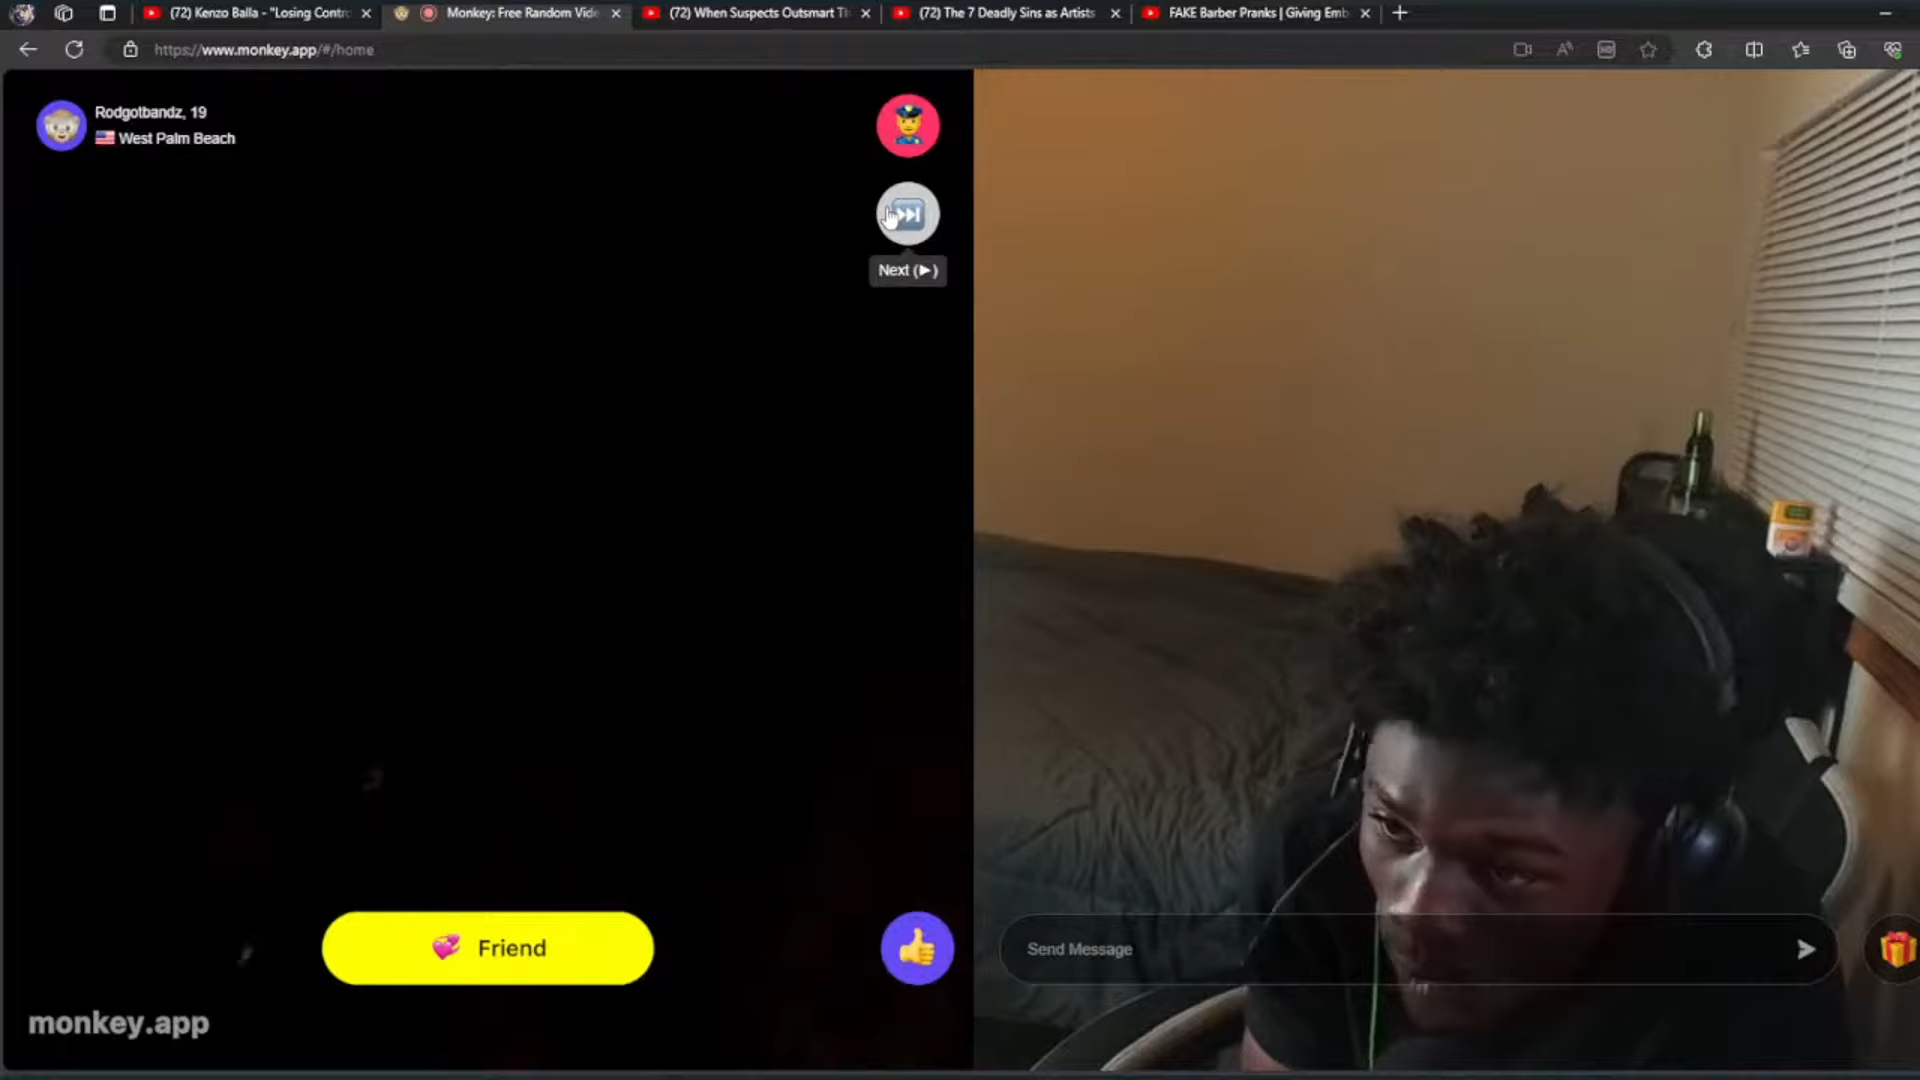 (72) Kenzo Balla - "Losing Contro
Monkey: Free Random Vide
(72) When Suspects Outsmart Th
(72) The 7 Deadly Sins as Artists
FAKE Barber Pranks | Giving Emb
https://www.monkey.app/#/home
Rodgotbandz, 19
West Palm Beach
Next (▶)
Friend
Send Message
monkey.app